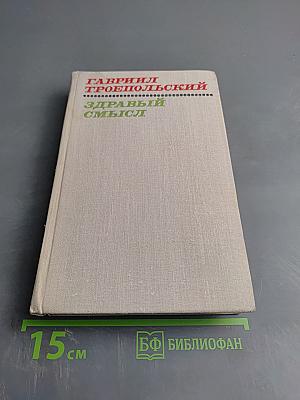 ГАВРИИЛ
ТРОЕПОЛЬСКИЙ
ЗДРАВЫЙ
СМЫСЛ
15см
БФ БИБЛИОФАН